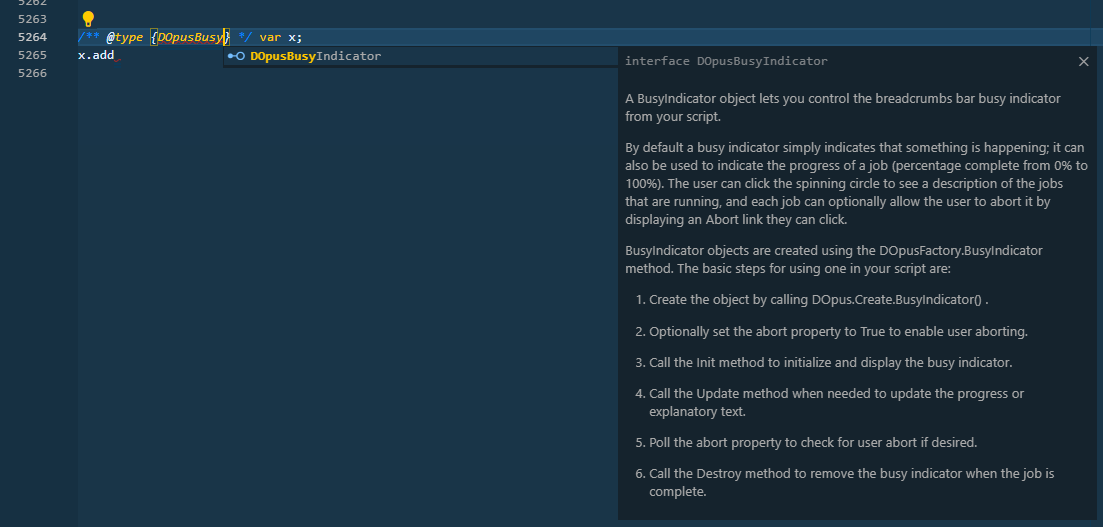 5262
5263
5264 /** @type {DOpusBusy} */ var x;
5265 x.add
DOpusBusyIndicator
5266
interface DOpusBusyIndicator
A BusyIndicator object lets you control the breadcrumbs bar busy indicator
from your script.
By default a busy indicator simply indicates that something is happening; it can
also be used to indicate the progress of a job (percentage complete from 0% to
100%). The user can click the spinning circle to see a description of the jobs
that are running, and each job can optionally allow the user to abort it by
displaying an Abort link they can click.
BusyIndicator objects are created using the DOpusFactory.BusyIndicator
method. The basic steps for using one in your script are:
1. Create the object by calling DOpus.Create.BusyIndicator() .
2. Optionally set the abort property to True to enable user aborting.
3. Call the Init method to initialize and display the busy indicator.
4. Call the Update method when needed to update the progress or
explanatory text.
5. Poll the abort property to check for user abort if desired.
6. Call the Destroy method to remove the busy indicator when the job is
complete.